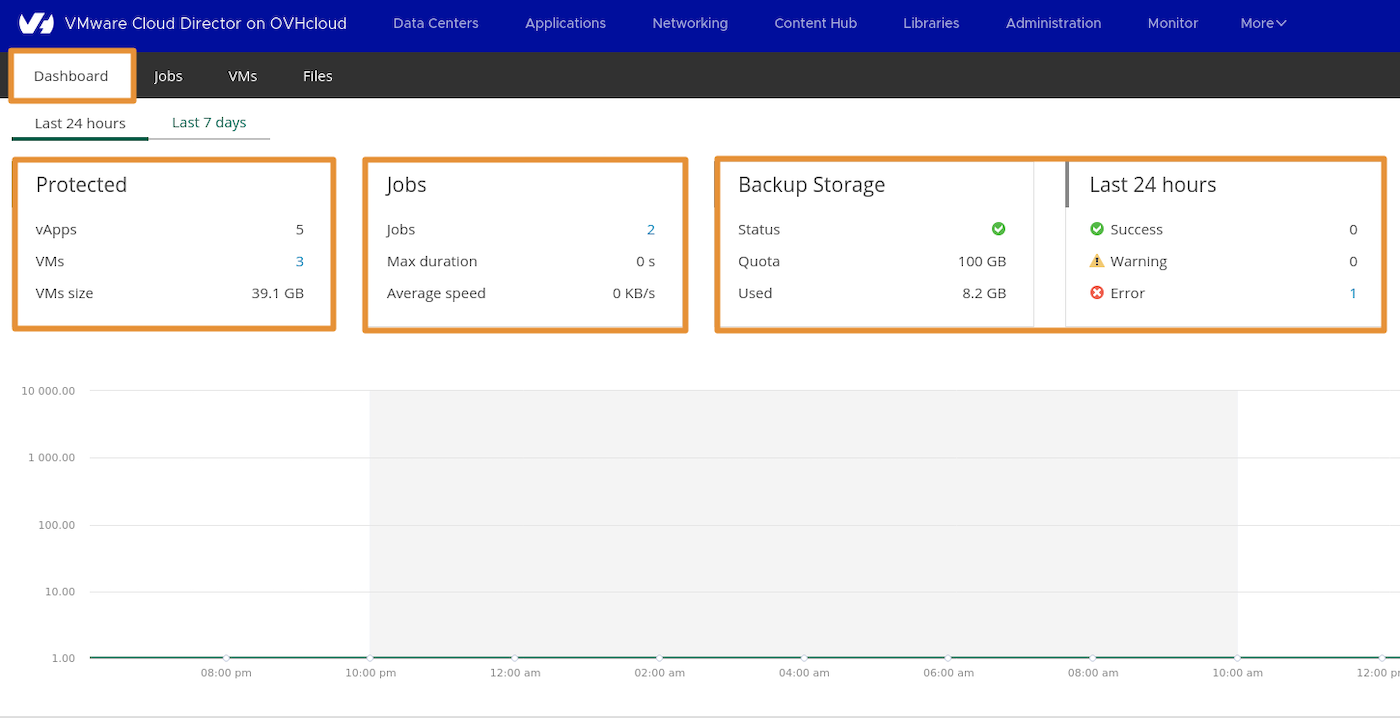 VMware Cloud Director on OVHcloud Data Centers Applications Networking Content Hub Libraries Administration Monitor More
Dashboard Jobs VMs Files
Last 24 hours Last 7 days
Protected
vApps 5
VMs 3
VMs size 39.1 GB
Jobs
Jobs 2
Max duration 0 s
Average speed 0 KB/s
Backup Storage
Status
Quota 100 GB
Used 8.2 GB
Last 24 hours
Success 0
Warning 0
Error 1
10 000.00
1 000.00
100.00
10.00
1.00
08:00 pm 10:00 pm 12:00 am 02:00 am 04:00 am 06:00 am 08:00 am 10:00 am 12:00